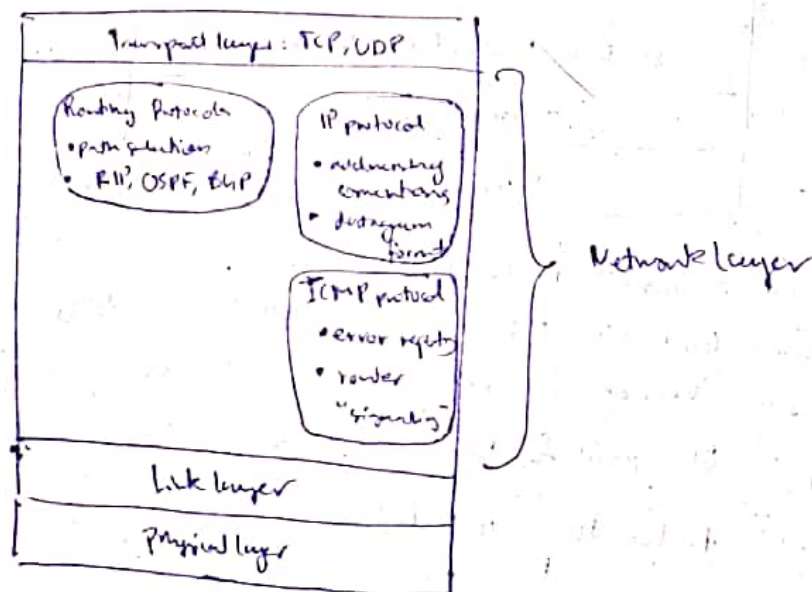 Transport layer: TCP, UDP
Routing Protocols
• path selection
• RIP, OSPF, BGP
IP protocol
• addressing
conventions
• datagram
format
ICMP protocol
• error reporting
• router
"signaling"
Network layer
Link layer
Physical layer